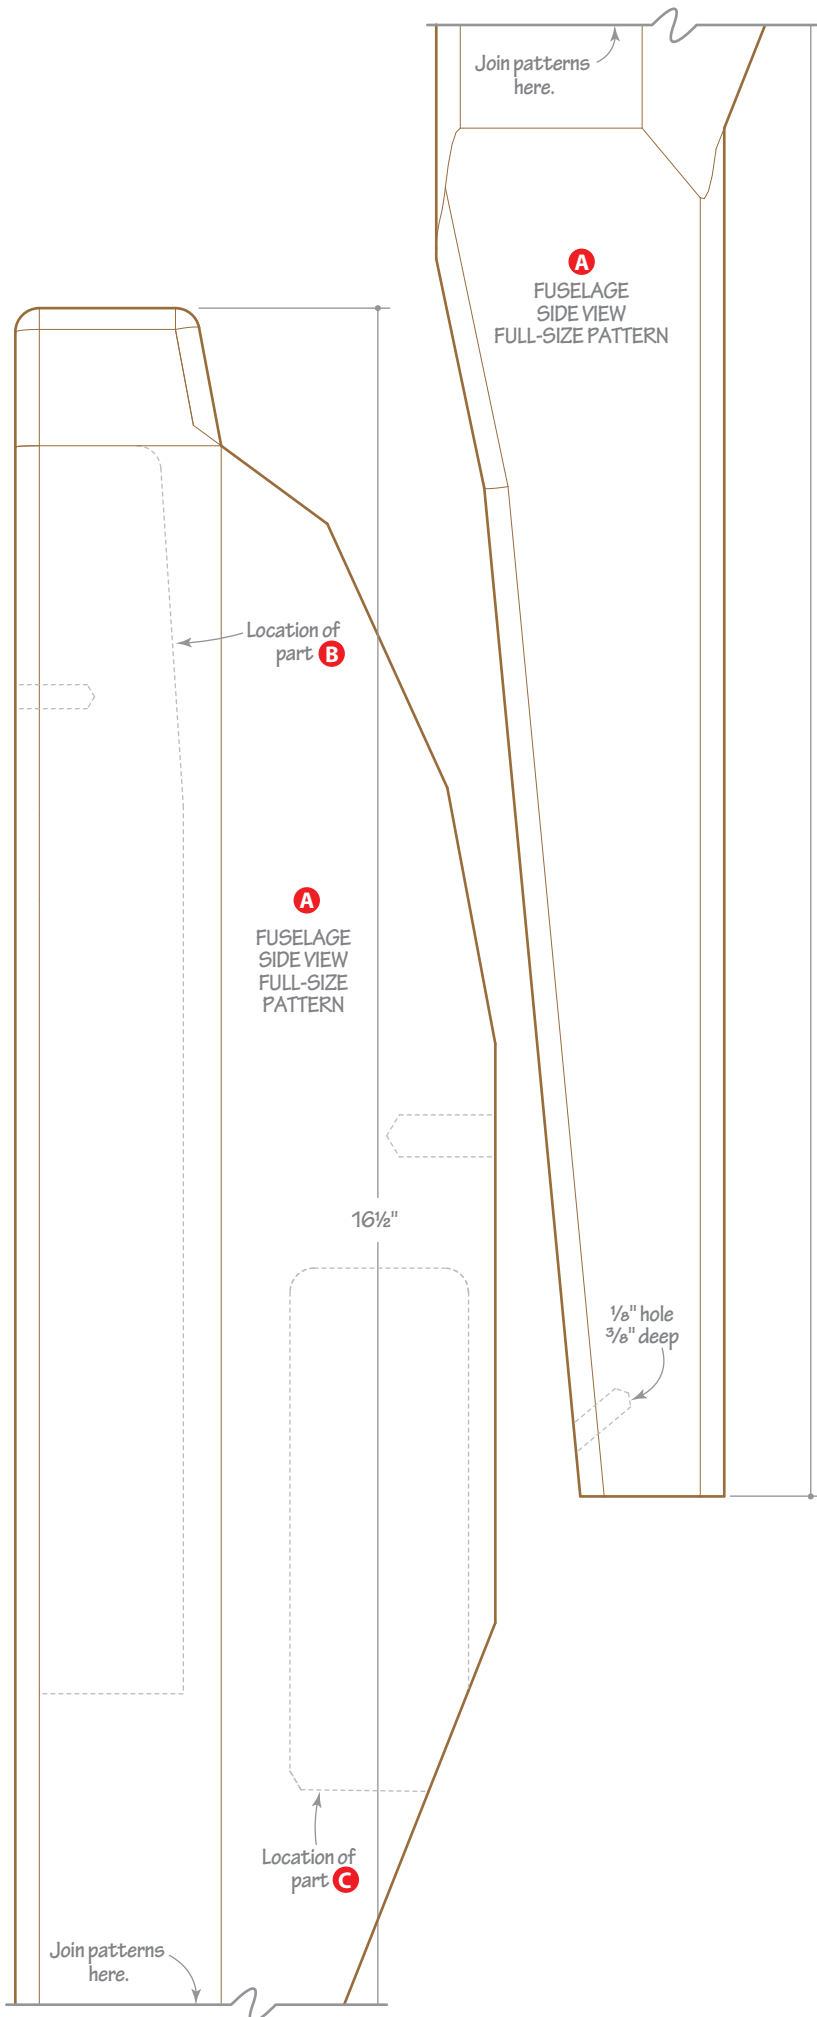 Join patterns
here.
A
FUSELAGE
SIDE VIEW
FULL-SIZE PATTERN
Location of
part B
A
FUSELAGE
SIDE VIEW
FULL-SIZE
PATTERN
16½"
⅛" hole
⅜" deep
Location of
part C
Join patterns
here.